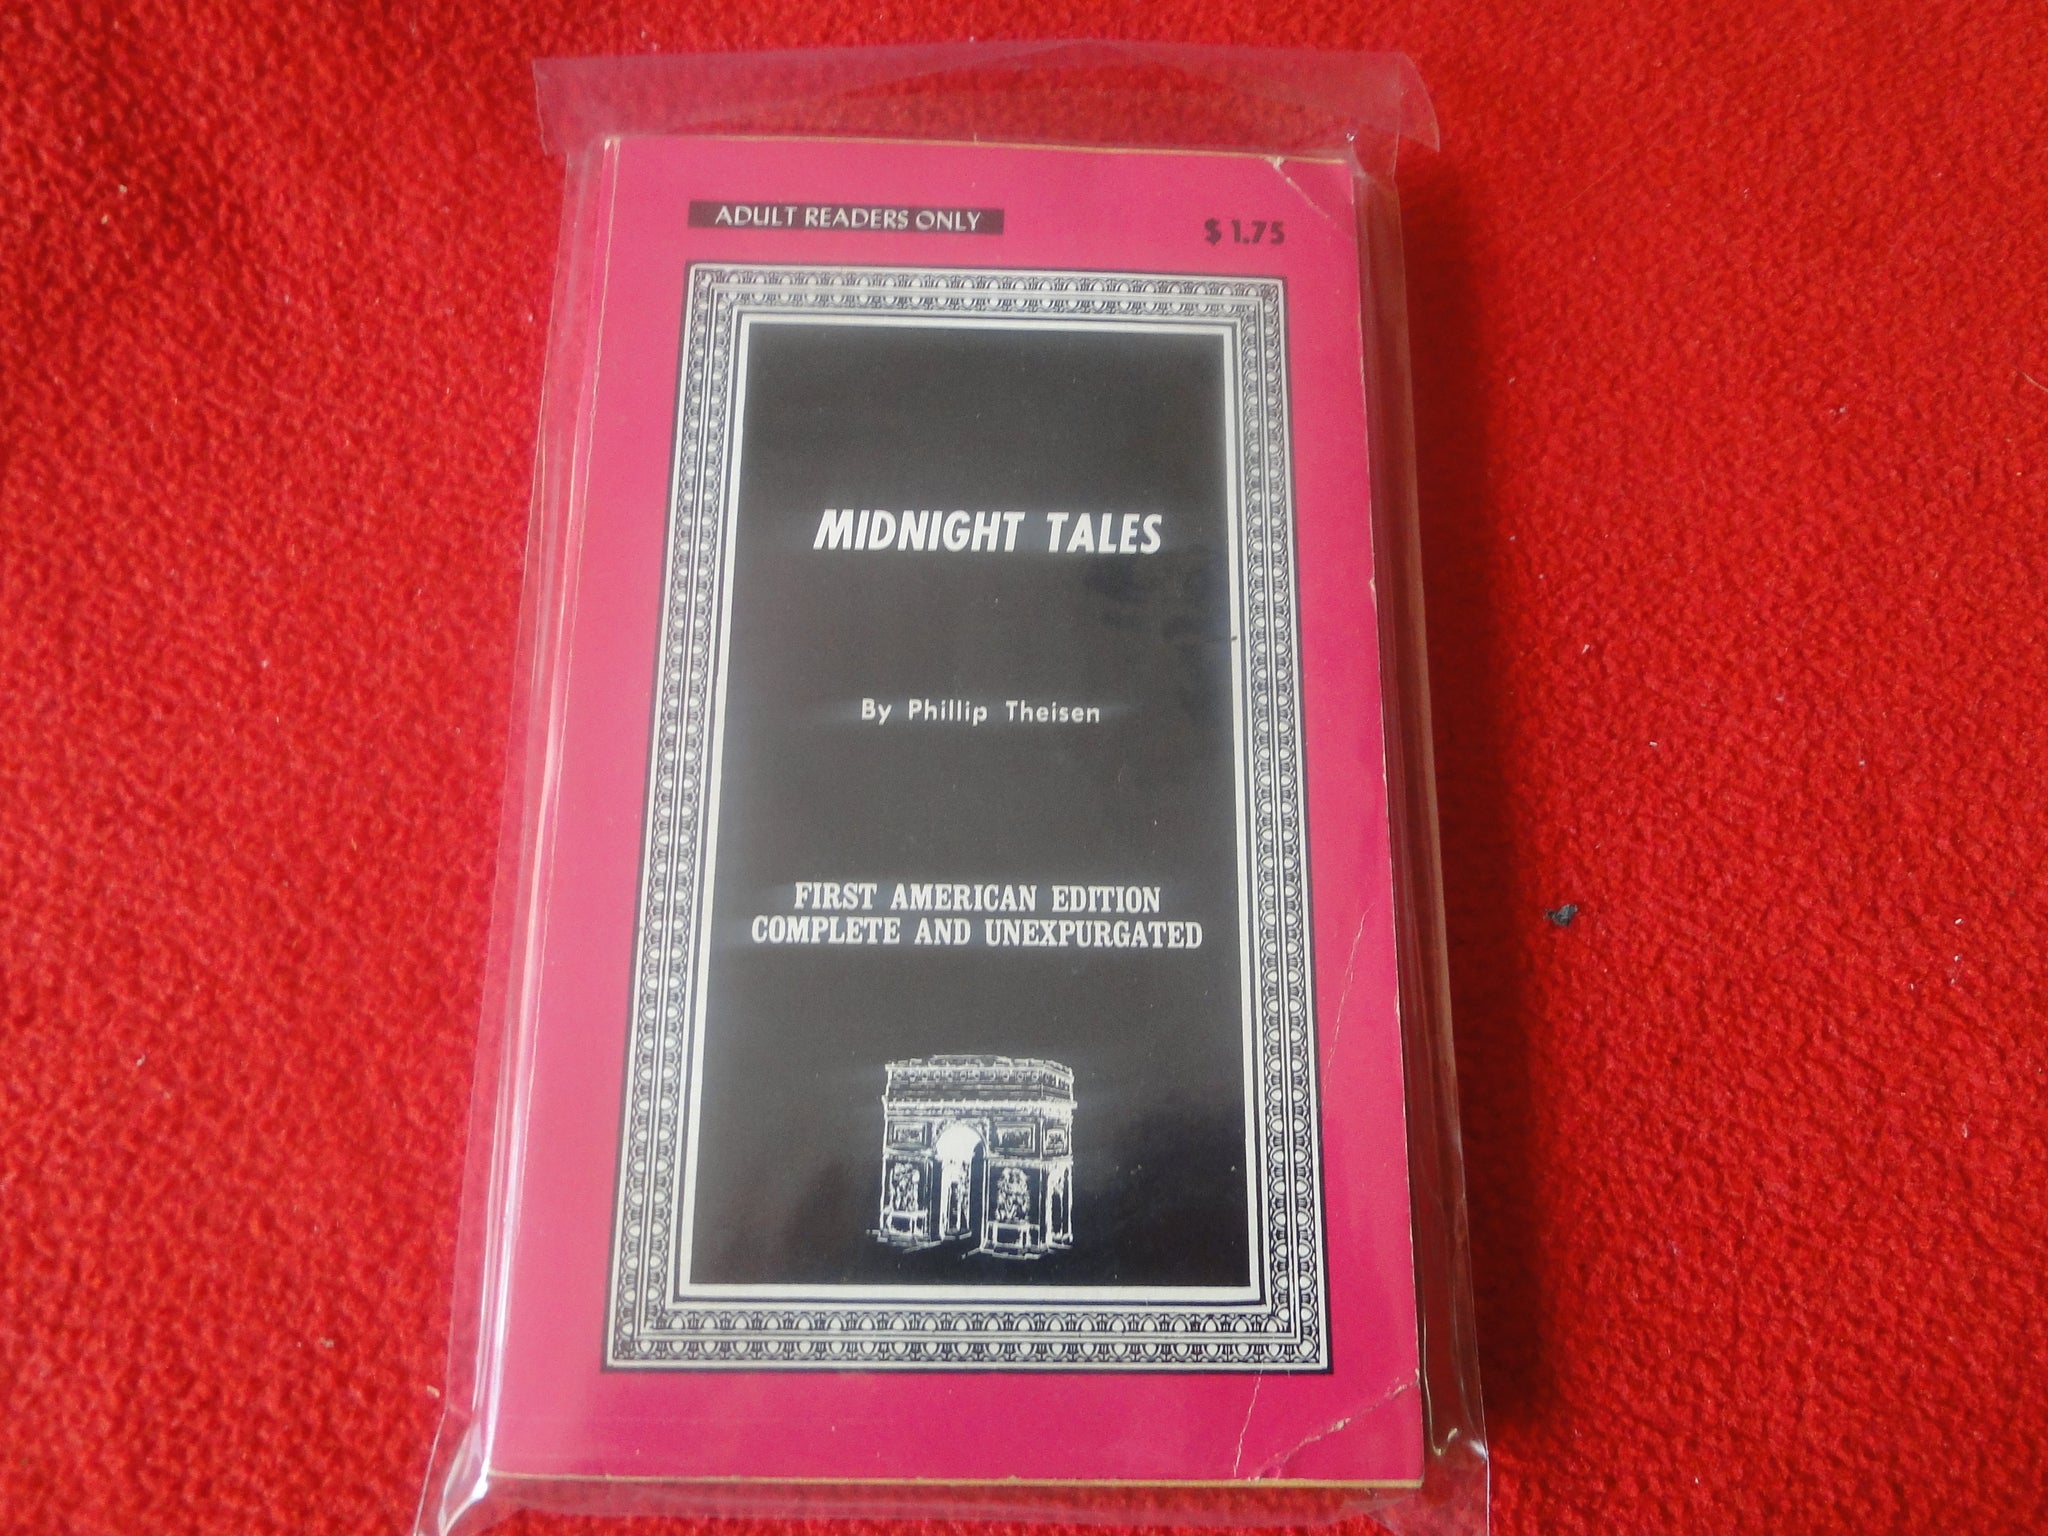 ADULT READERS ONLY
$ 1.75
MIDNIGHT TALES
By Phillip Theisen
FIRST AMERICAN EDITION
COMPLETE AND UNEXPURGATED